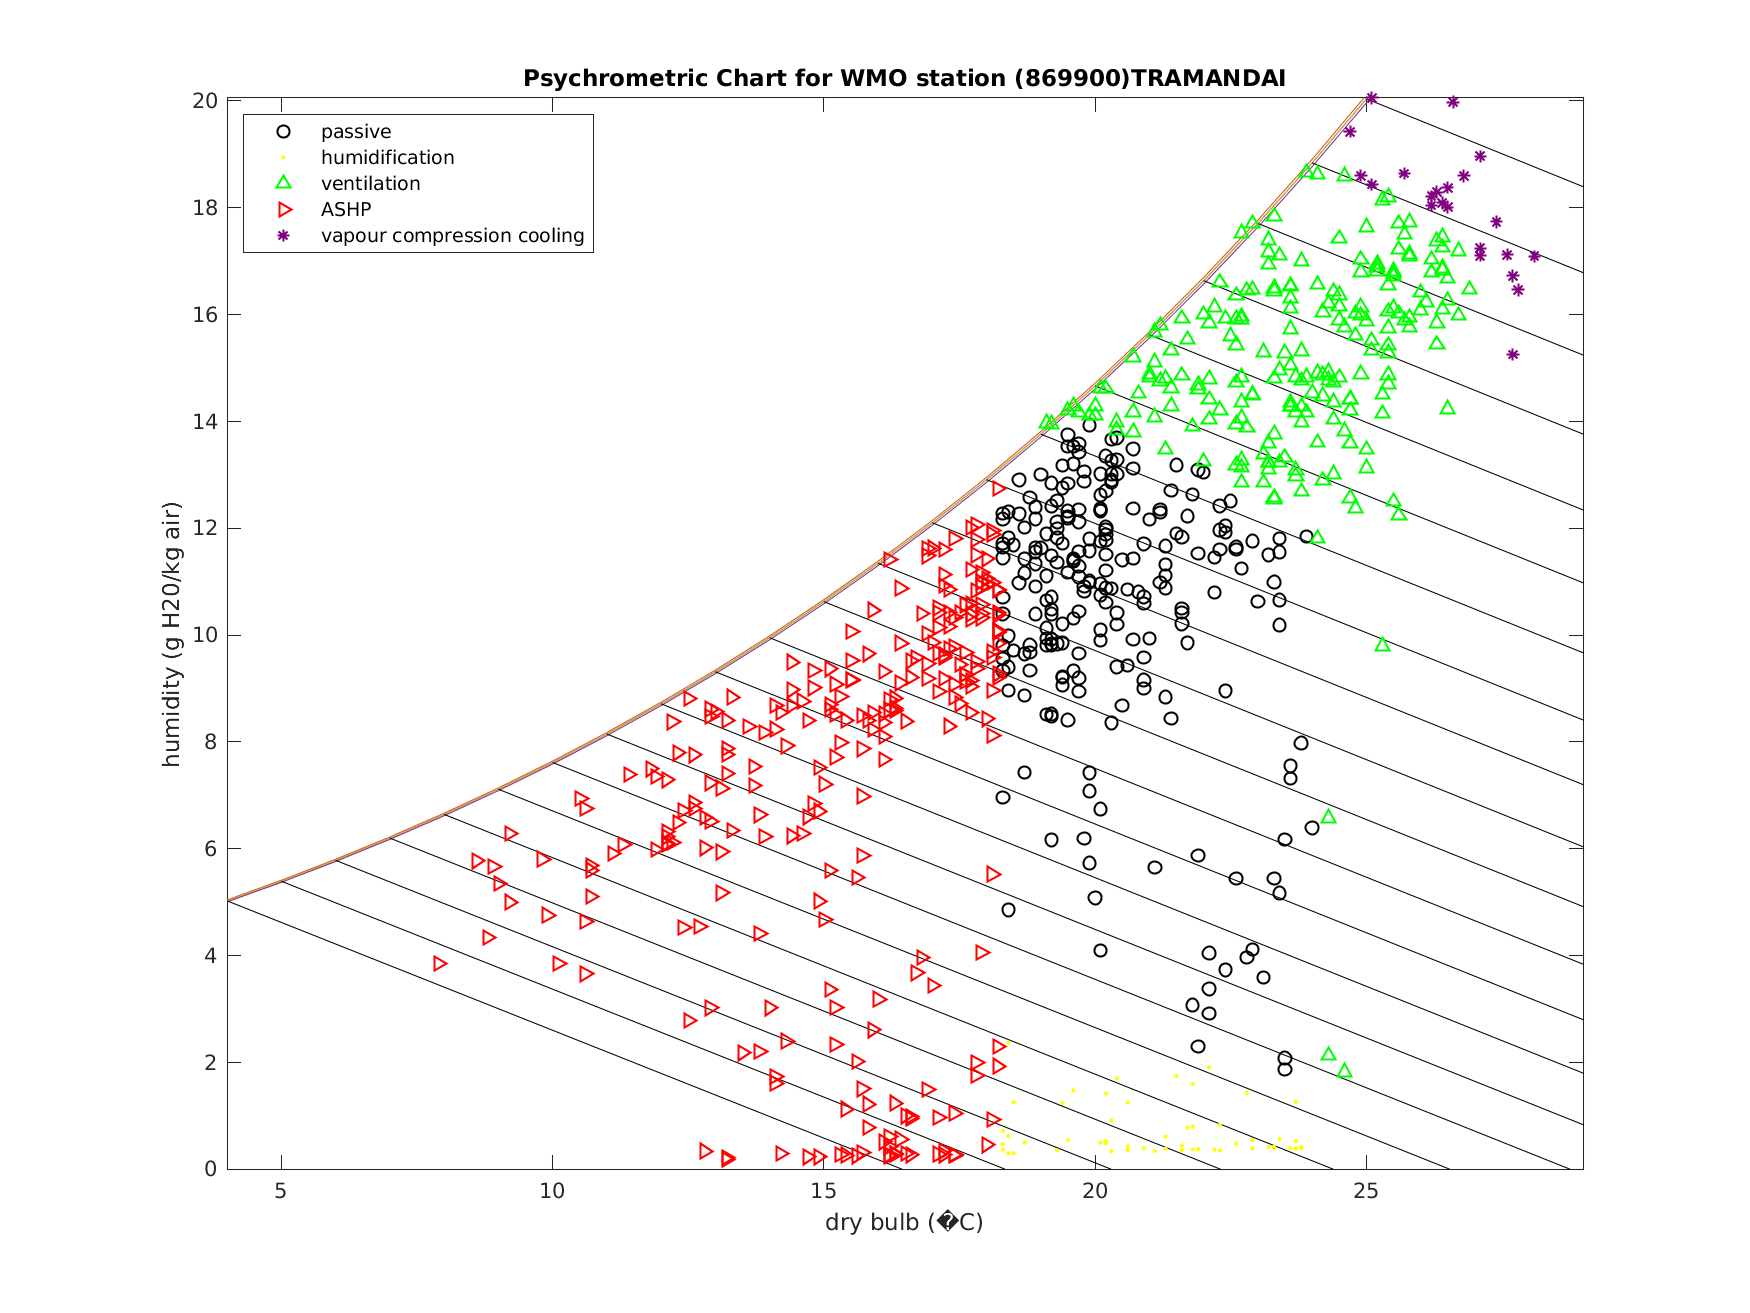 Psychrometric Chart for WMO station (869900)TRAMANDAI
20
18
16
14
12
10
8
6
4
2
0
humidity (g H20/kg air)
passive
humidification
ventilation
ASHP
vapour compression cooling
5 10 15 20 25
dry bulb (�C)